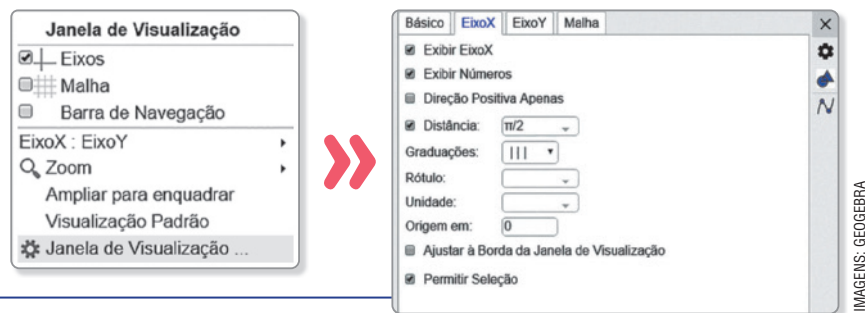 Janela de Visualização
Eixos
Malha
Barra de Navegação
EixoX : EixoY
Zoom
Ampliar para enquadrar
Visualização Padrão
Janela de Visualização ...
Básico EixoX EixoY Malha
Exibir EixoX
Exibir Números
Direção Positiva Apenas
Distância: π/2
Graduações: | | |
Rótulo:
Unidade:
Origem em: 0
Ajustar à Borda da Janela de Visualização
Permitir Seleção
IMAGENS: GEOGEBRA